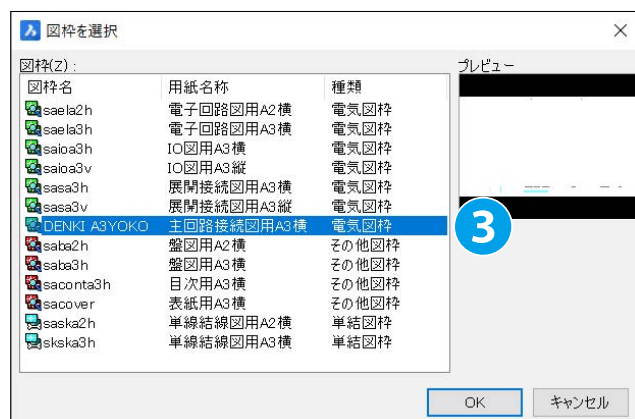 図枠を選択
図枠(Z):
プレビュー
図枠名 用紙名称 種類
saela2h 電子回路図用A2横 電気図枠
saela3h 電子回路図用A3横 電気図枠
saioa3h IO図用A3横 電気図枠
saioa3v IO図用A3縦 電気図枠
sasa3h 展開接続図用A3横 電気図枠
sasa3v 展開接続図用A3縦 電気図枠
DENKI A3YOKO 主回路接続図用A3横 電気図枠
3
saba2h 盤図用A2横 その他図枠
saba3h 盤図用A3横 その他図枠
saconta3h 目次用A3横 その他図枠
sacover 表紙用A3横 その他図枠
saska2h 単線結線図用A2横 単結図枠
skska3h 単線結線図用A3横 単結図枠
OK キャンセル